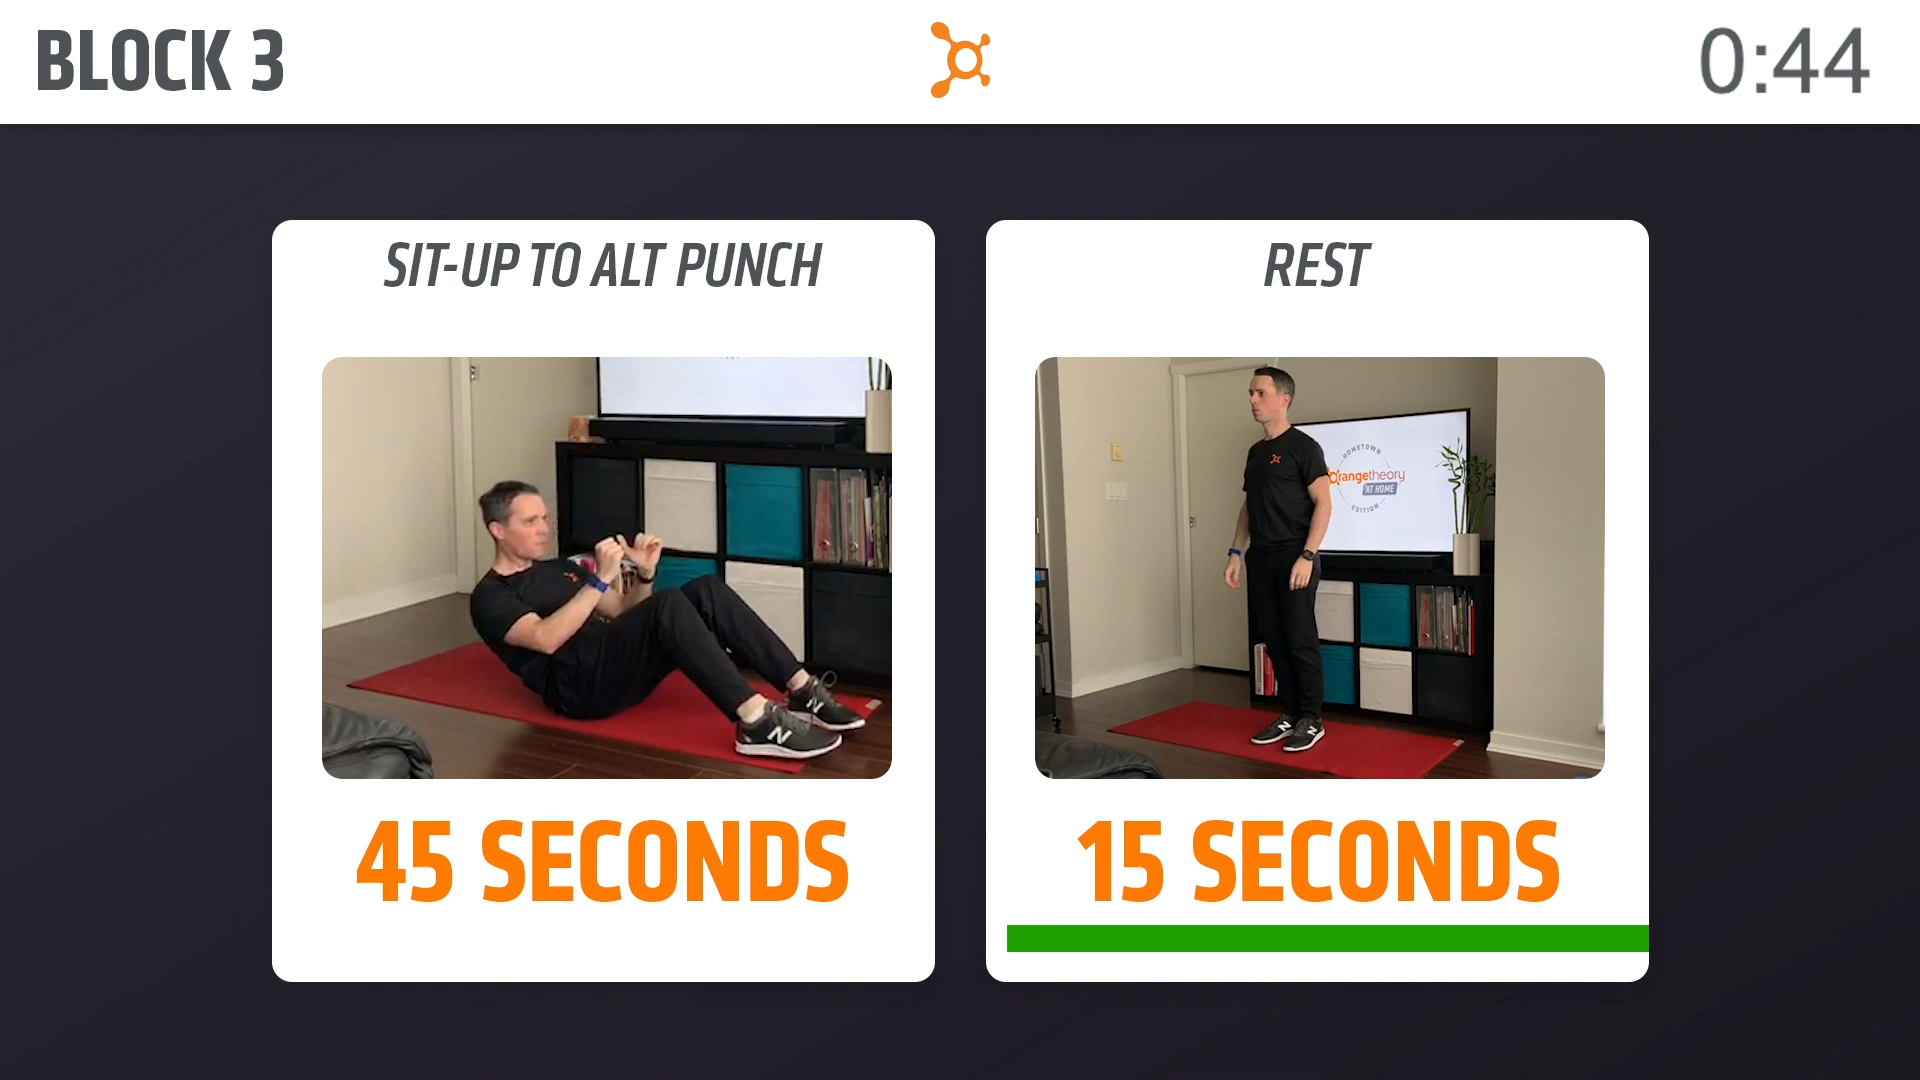 BLOCK 3
0:44
SIT-UP TO ALT PUNCH
REST
HOMETOWN
Orangetheory
AT HOME
EDITION
N
N
N
N
45 SECONDS
15 SECONDS